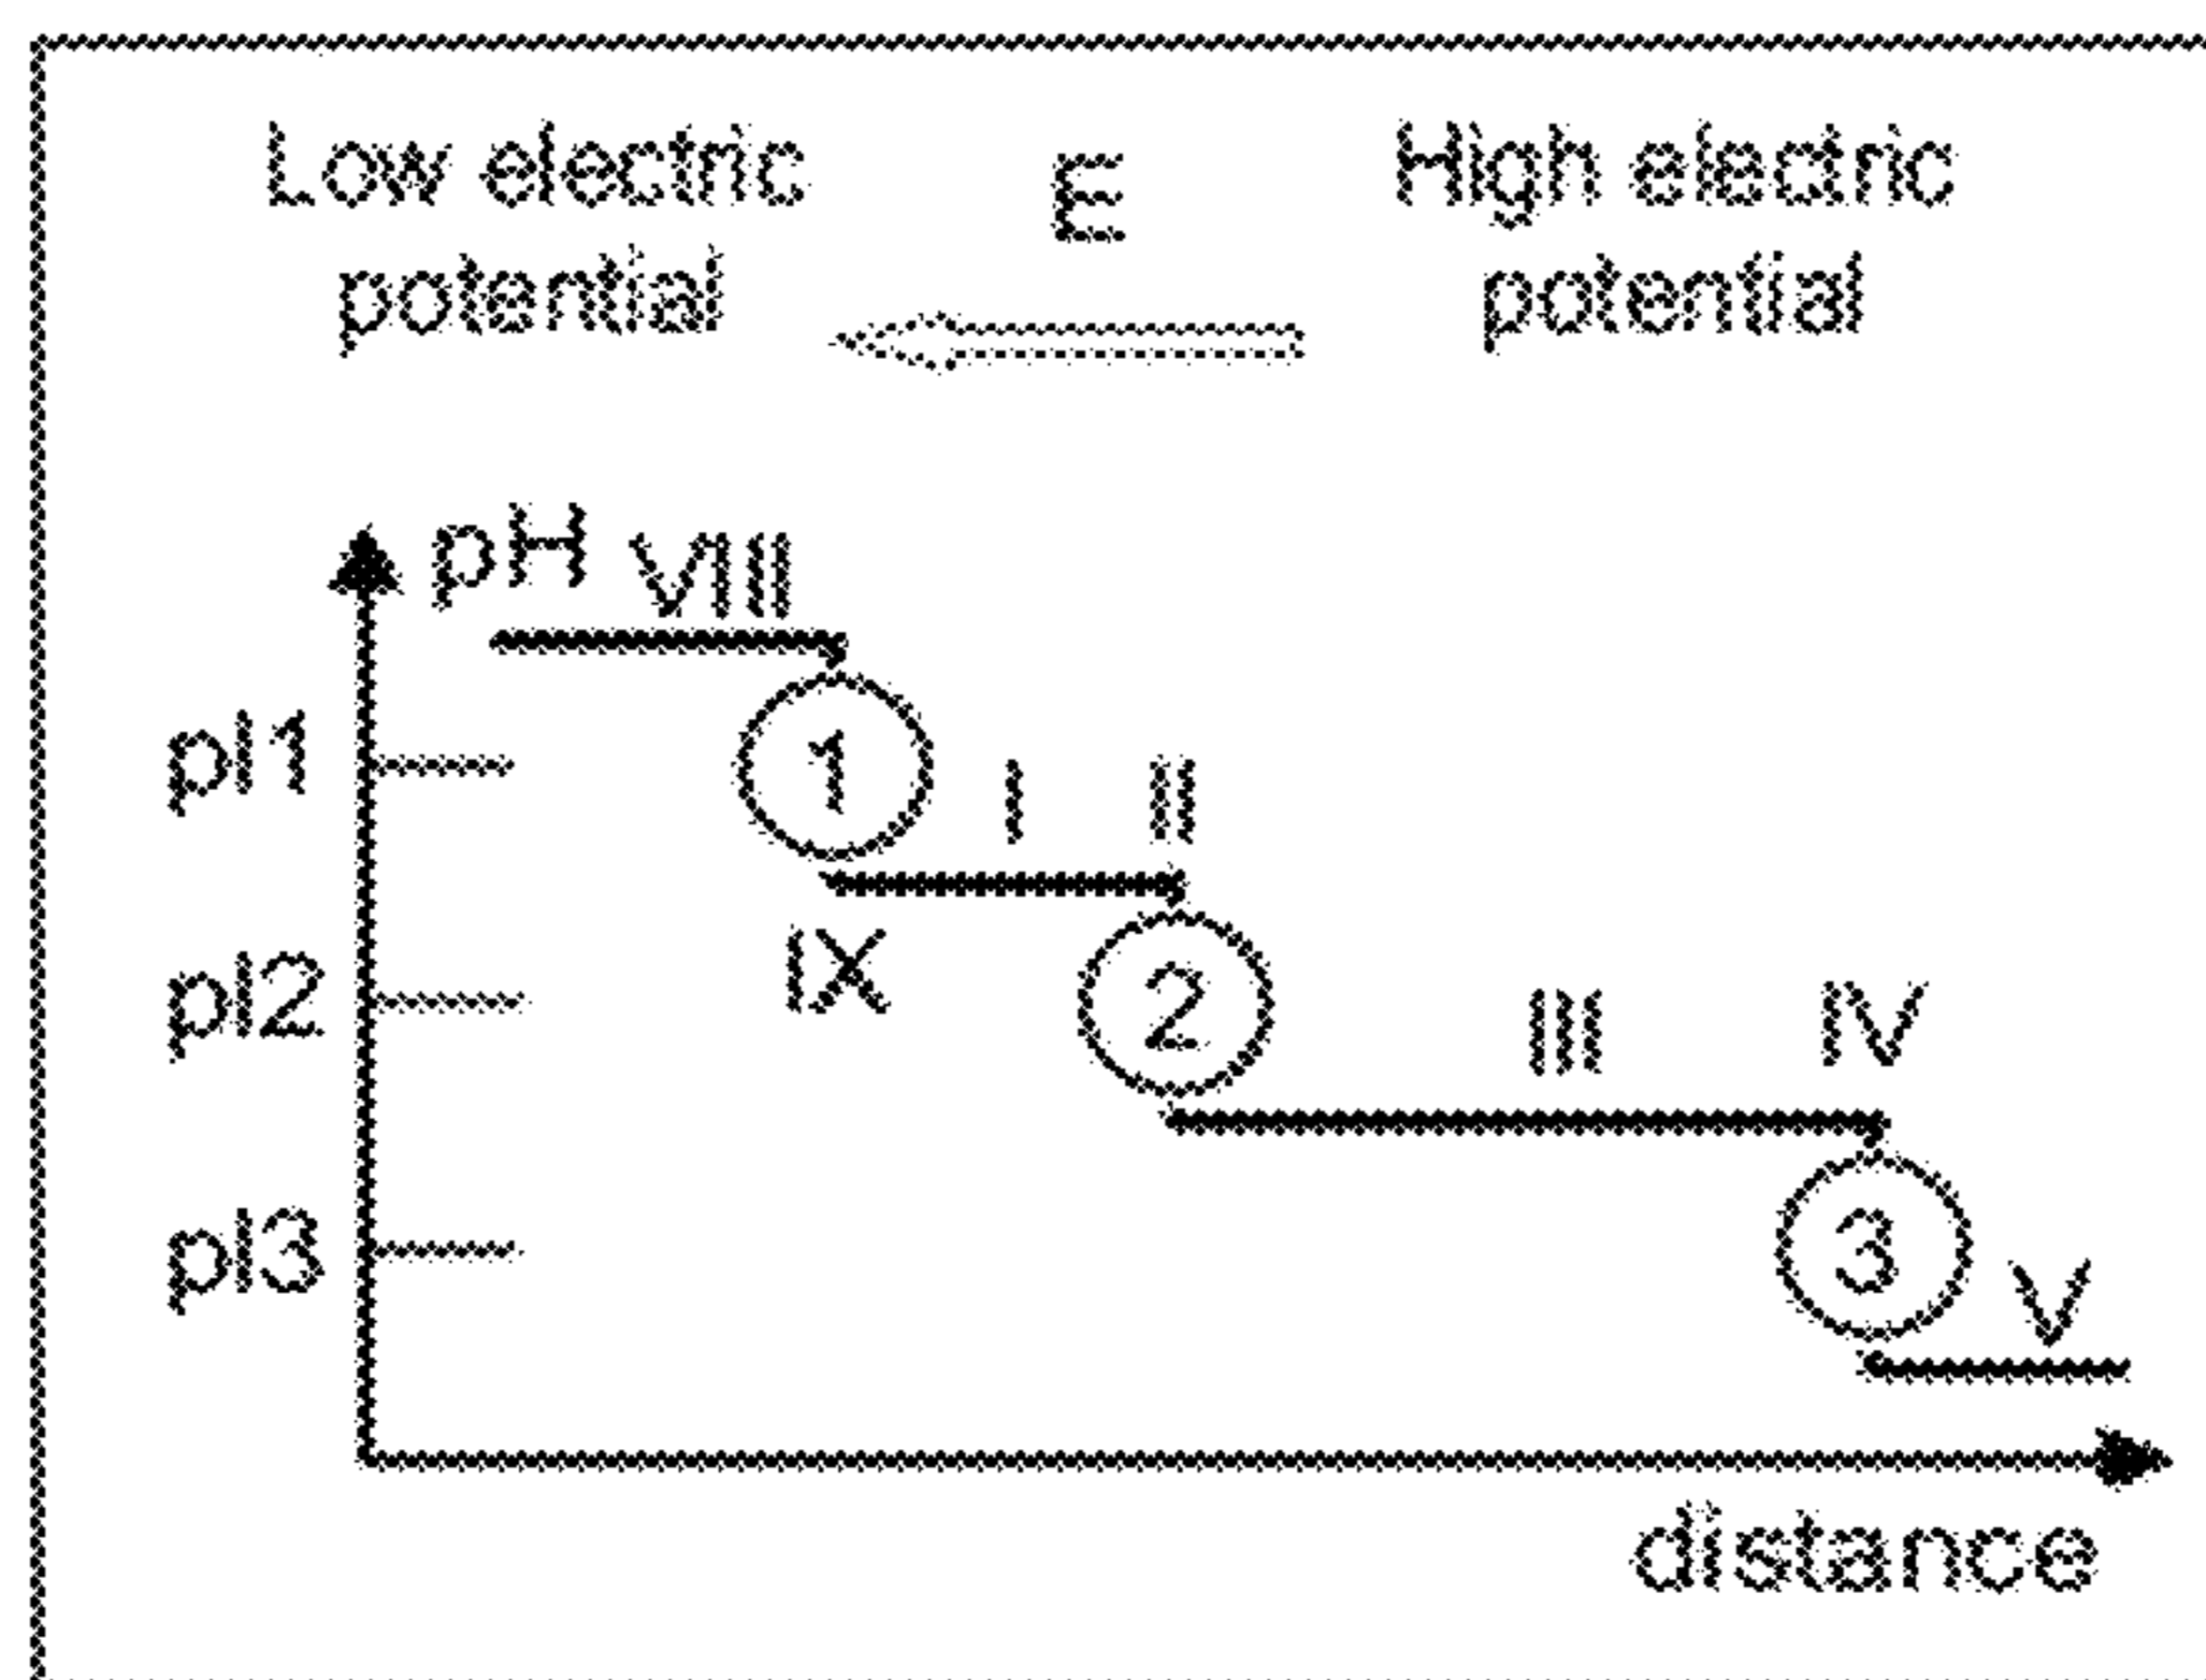 Low electric
potential
E
High electric
potential
pH
VIII
pI1
1
I
II
IX
pI2
2
III
IV
pI3
3
V
distance